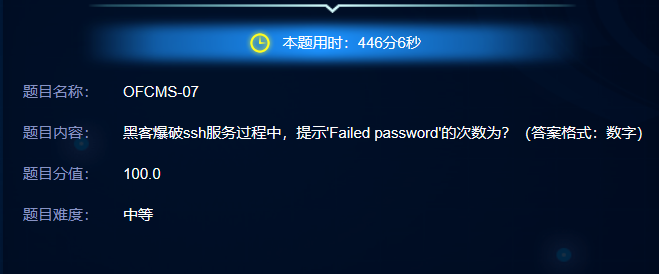 本题用时：446分6秒
题目名称： OFCMS-07
题目内容： 黑客爆破ssh服务过程中，提示'Failed password'的次数为？（答案格式：数字）
题目分值： 100.0
题目难度： 中等